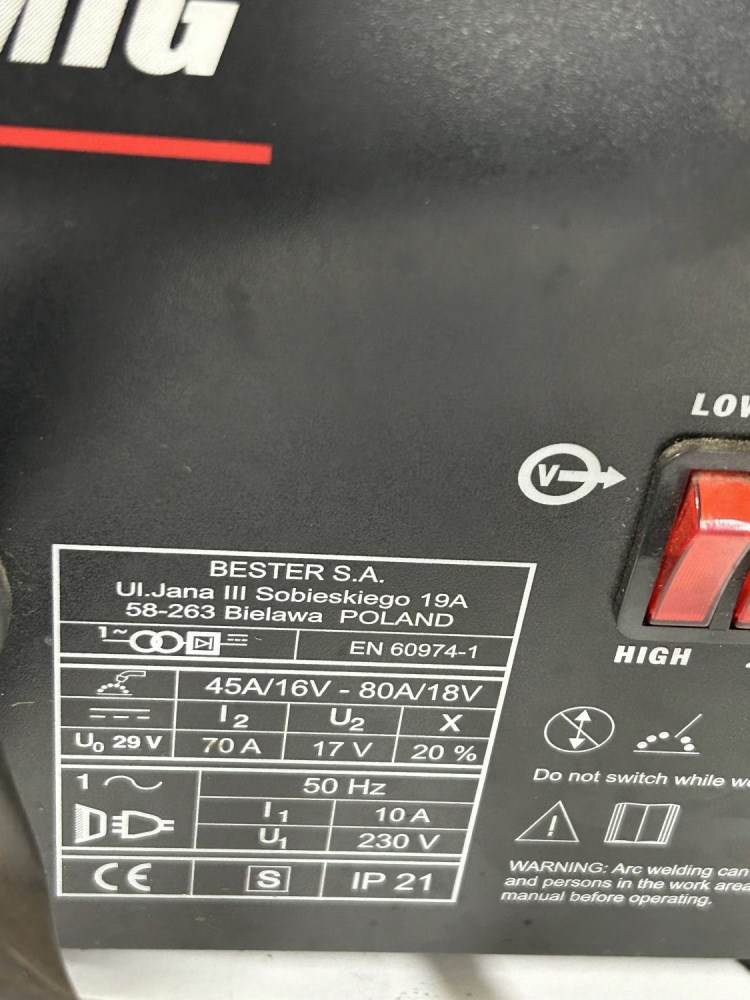 MIG
LOW
V
BESTER S.A.
Ul.Jana III Sobieskiego 19A
58-263 Bielawa POLAND
1~ EN 60974-1
45A/16V - 80A/18V
I2 U2 X
U0 29 V 70 A 17 V 20 %
1 50 Hz
I1 10 A
U1 230 V
CE S IP 21
HIGH
Do not switch while
WARNING: Arc welding can
and persons in the work area
manual before operating.